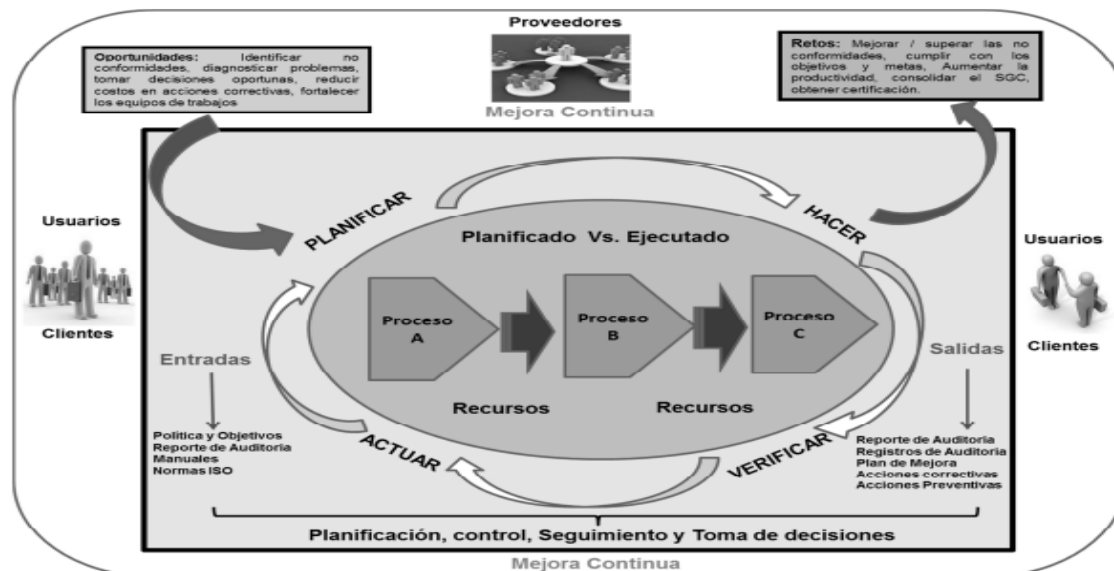 Proveedores
Oportunidades: Identificar no
conformidades, diagnosticar problemas,
tomar decisiones oportunas, reducir
costos en acciones correctivas, fortalecer
los equipos de trabajos
Retos: Mejorar / superar las no
conformidades, cumplir con los
objetivos y metas, Aumentar la
productividad, consolidar el SGC,
obtener certificación.
Mejora Continua
PLANIFICAR
HACER
Usuarios
Clientes
Planificado Vs. Ejecutado
Usuarios
Clientes
Proceso
A
Proceso
B
Proceso
C
Entradas
Salidas
Recursos
Recursos
ACTUAR
VERIFICAR
Política y Objetivos
Reporte de Auditoria
Manuales
Normas ISO
Reporte de Auditoria
Registros de Auditoria
Plan de Mejora
Acciones correctivas
Acciones Preventivas
Planificación, control, Seguimiento y Toma de decisiones
Mejora Continua